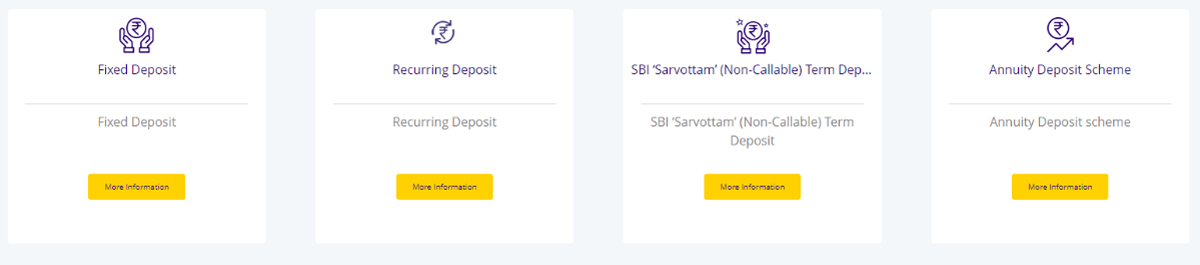 Fixed Deposit
Fixed Deposit
More Information
Recurring Deposit
Recurring Deposit
More Information
SBI ‘Sarvottam’ (Non-Callable) Term Dep...
SBI ‘Sarvottam’ (Non-Callable) Term
Deposit
More Information
Annuity Deposit Scheme
Annuity Deposit scheme
More Information